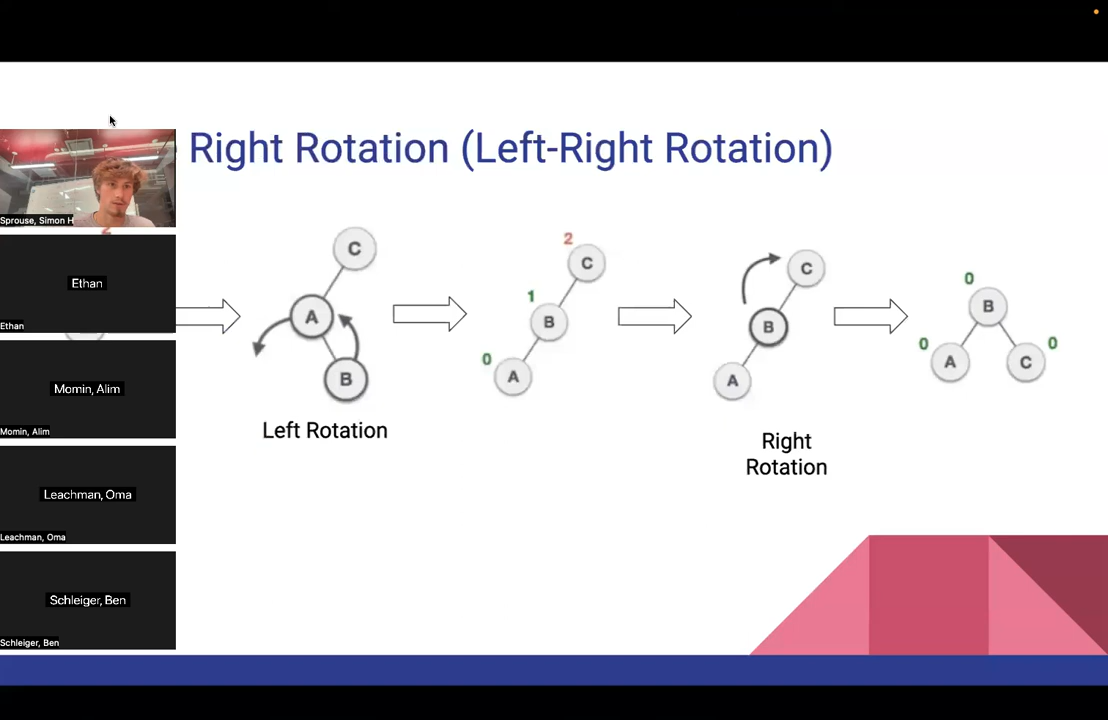 Right Rotation (Left-Right Rotation)
Sprouse, Simon H
Ethan
Ethan
Momin, Alim
Momin, Alim
Leachman, Oma
Leachman, Oma
Schleiger, Ben
Schleiger, Ben
C
A
B
Left Rotation
2
C
1
B
0
A
C
B
A
Right
Rotation
0
B
0
A
C
0